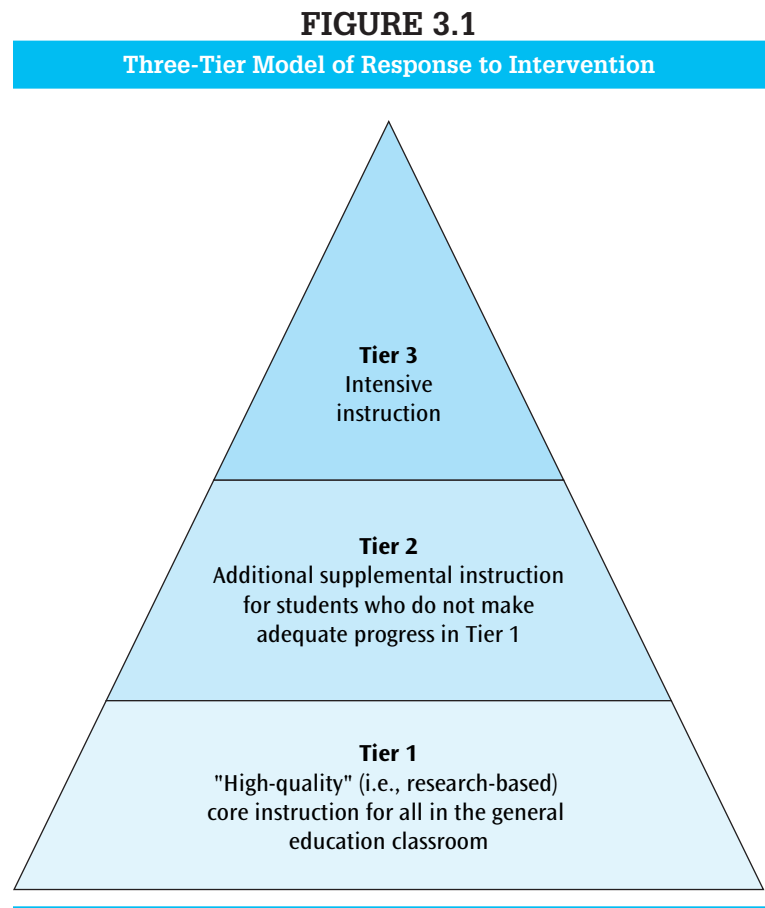 FIGURE 3.1
Three-Tier Model of Response to Intervention
Tier 3
Intensive
instruction
Tier 2
Additional supplemental instruction
for students who do not make
adequate progress in Tier 1
Tier 1
"High-quality" (i.e., research-based)
core instruction for all in the general
education classroom